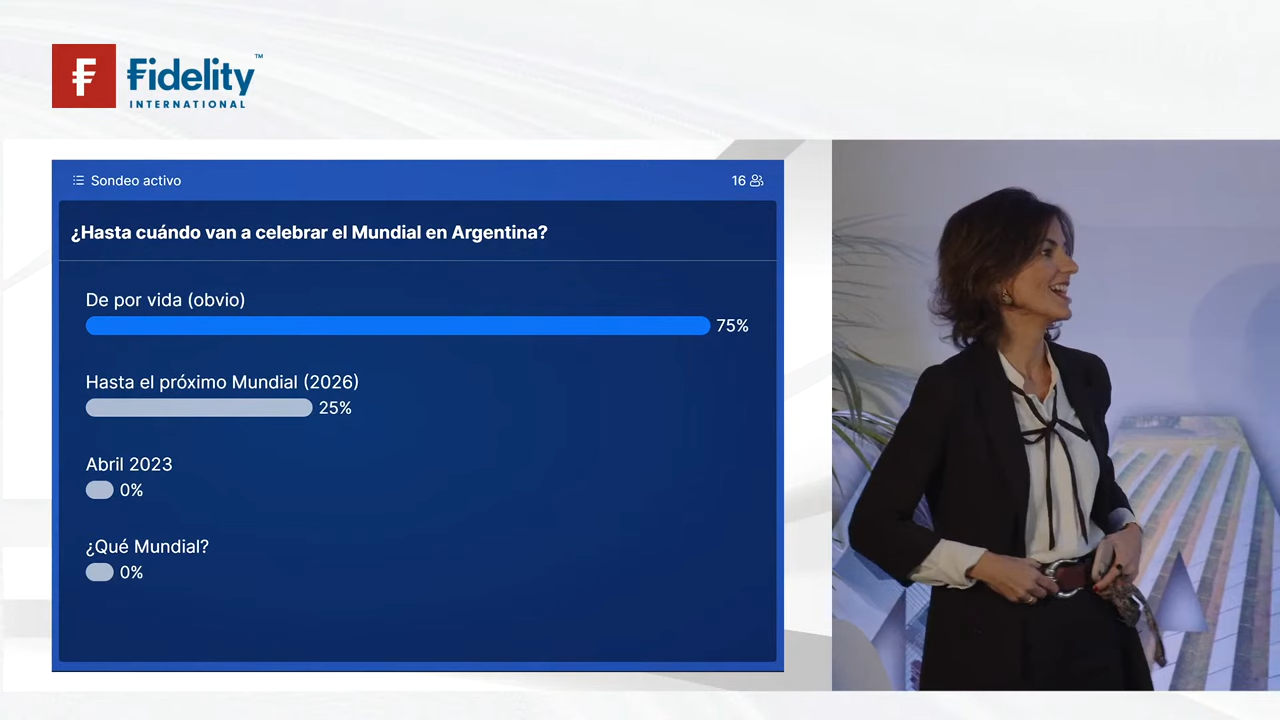 Fidelity™
INTERNATIONAL
Sondeo activo
16
¿Hasta cuándo van a celebrar el Mundial en Argentina?
De por vida (obvio)
75%
Hasta el próximo Mundial (2026)
25%
Abril 2023
0%
¿Qué Mundial?
0%